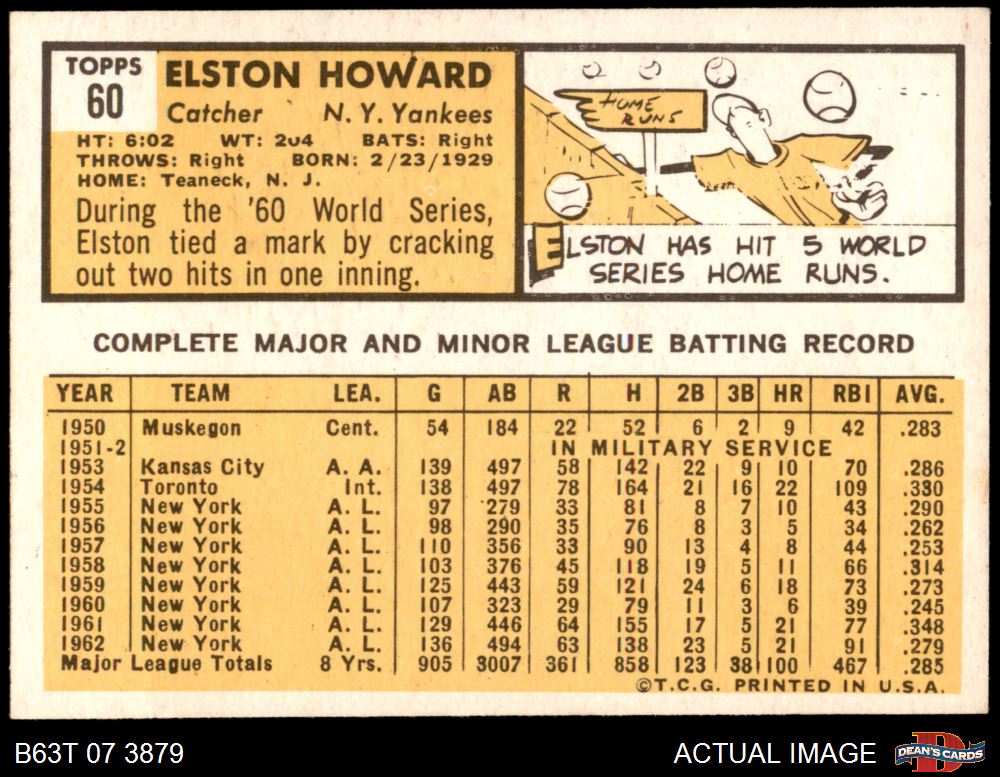 TOPPS
60
ELSTON HOWARD
Catcher N. Y. Yankees
HT: 6:02 WT: 204 BATS: Right
THROWS: Right BORN: 2/23/1929
HOME: Teaneck, N. J.
During the '60 World Series,
Elston tied a mark by cracking
out two hits in one inning.
HOME
RUNS
ELSTON HAS HIT 5 WORLD
SERIES HOME RUNS.
COMPLETE MAJOR AND MINOR LEAGUE BATTING RECORD
YEAR TEAM LEA. G AB R H 2B 3B HR RBI AVG.
1950 Muskegon Cent. 54 184 22 52 6 2 9 42 .283
1951-2 IN MILITARY SERVICE
1953 Kansas City A. A. 139 497 58 142 22 9 10 70 .286
1954 Toronto Int. 138 497 78 164 21 16 22 109 .330
1955 New York A. L. 97 279 33 81 8 7 10 43 .290
1956 New York A. L. 98 290 35 76 8 3 5 34 .262
1957 New York A. L. 110 356 33 90 13 4 8 44 .253
1958 New York A. L. 103 376 45 118 19 5 11 66 .314
1959 New York A. L. 125 443 59 121 24 6 18 73 .273
1960 New York A. L. 107 323 29 79 11 3 6 39 .245
1961 New York A. L. 129 446 64 155 17 5 21 77 .348
1962 New York A. L. 136 494 63 138 23 5 21 91 .279
Major League Totals 8 Yrs. 905 3007 361 858 123 38 100 467 .285
©T.C.G. PRINTED IN U.S.A.
B63T 07 3879 ACTUAL IMAGE DEAN'S CARDS